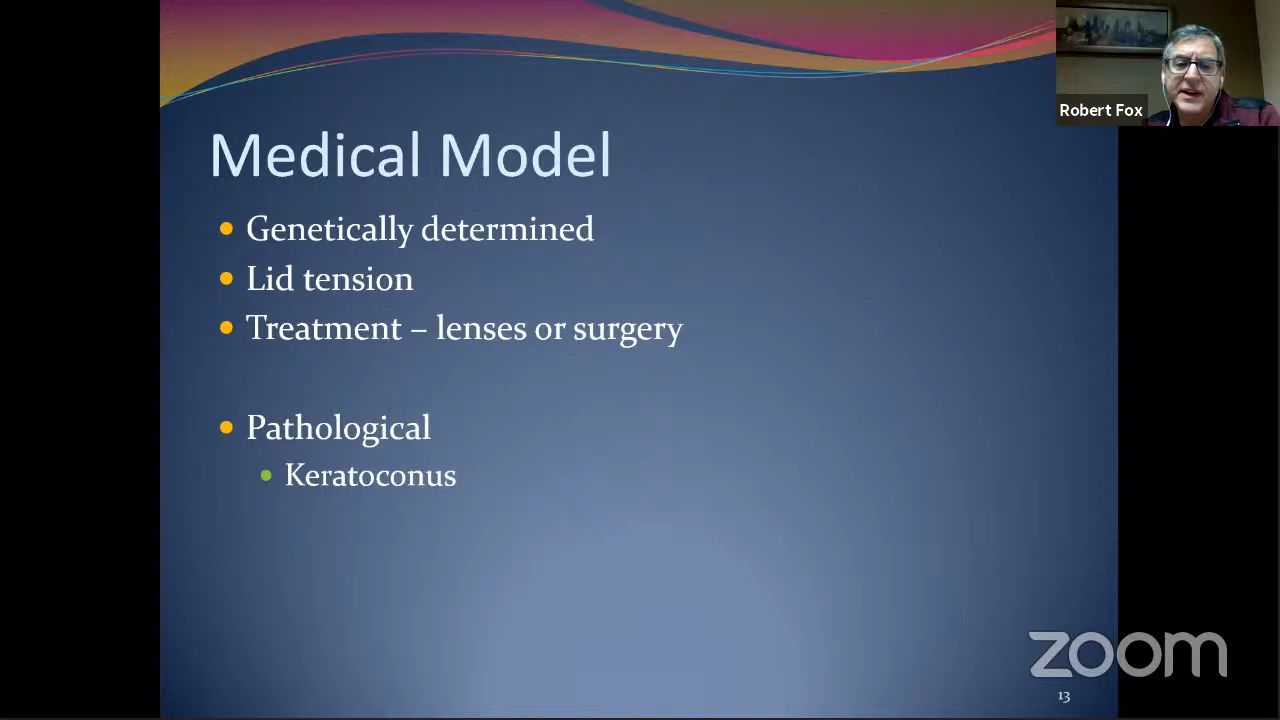 Robert Fox
Medical Model
Genetically determined
Lid tension
Treatment – lenses or surgery
Pathological
Keratoconus
zoom
13